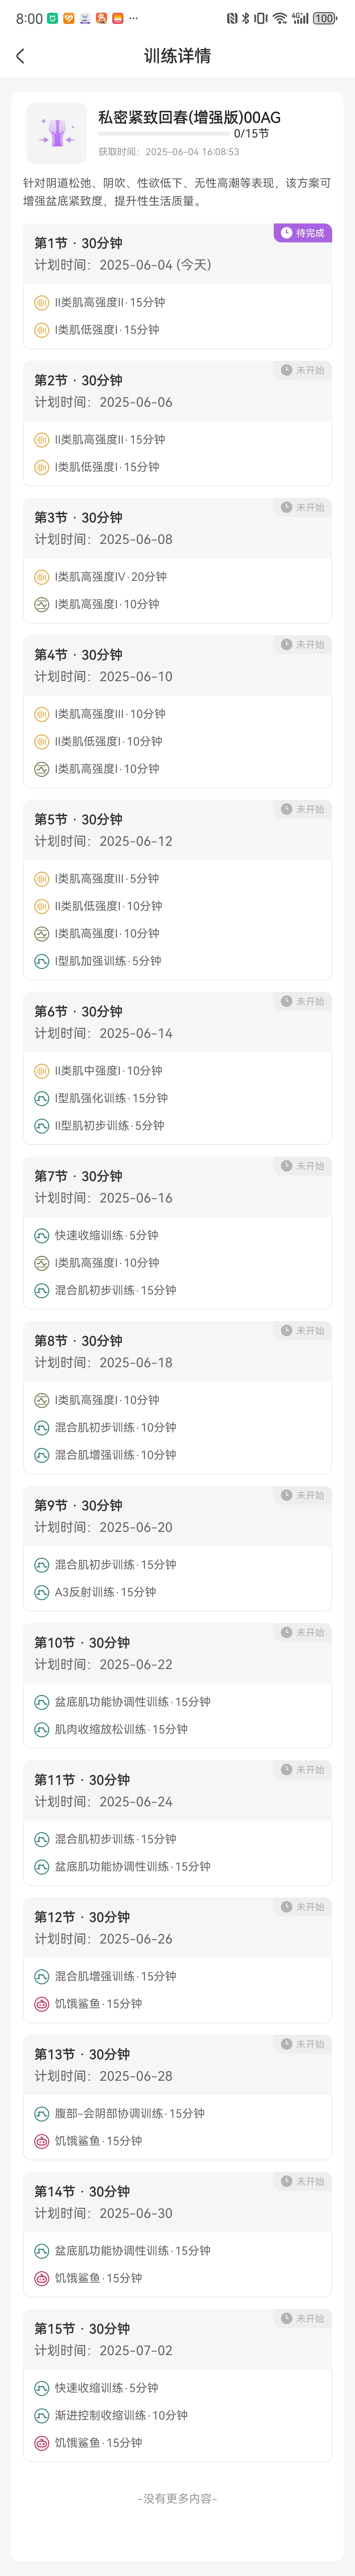 8:00
100
训练详情
私密紧致回春(增强版)00AG
0/15节
获取时间：2025-06-04 16:08:53
针对阴道松弛、阴吹、性欲低下、无性高潮等表现，该方案可
增强盆底紧致度，提升性生活质量。
待完成
第1节 · 30分钟
计划时间：2025-06-04 (今天)
II类肌高强度II·15分钟
I类肌低强度I·15分钟
未开始
第2节 · 30分钟
计划时间：2025-06-06
II类肌高强度II·15分钟
I类肌低强度I·15分钟
未开始
第3节 · 30分钟
计划时间：2025-06-08
I类肌高强度IV·20分钟
I类肌高强度I·10分钟
未开始
第4节 · 30分钟
计划时间：2025-06-10
I类肌高强度III·10分钟
II类肌低强度I·10分钟
I类肌高强度I·10分钟
未开始
第5节 · 30分钟
计划时间：2025-06-12
I类肌高强度III·5分钟
II类肌低强度I·10分钟
I类肌高强度I·10分钟
I型肌加强训练·5分钟
未开始
第6节 · 30分钟
计划时间：2025-06-14
II类肌中强度I·10分钟
I型肌强化训练·15分钟
II型肌初步训练·5分钟
未开始
第7节 · 30分钟
计划时间：2025-06-16
快速收缩训练·5分钟
I类肌高强度I·10分钟
混合肌初步训练·15分钟
未开始
第8节 · 30分钟
计划时间：2025-06-18
I类肌高强度I·10分钟
混合肌初步训练·10分钟
混合肌增强训练·10分钟
未开始
第9节 · 30分钟
计划时间：2025-06-20
混合肌初步训练·15分钟
A3反射训练·15分钟
未开始
第10节 · 30分钟
计划时间：2025-06-22
盆底肌功能协调性训练·15分钟
肌肉收缩放松训练·15分钟
未开始
第11节 · 30分钟
计划时间：2025-06-24
混合肌初步训练·15分钟
盆底肌功能协调性训练·15分钟
未开始
第12节 · 30分钟
计划时间：2025-06-26
混合肌增强训练·15分钟
饥饿鲨鱼·15分钟
未开始
第13节 · 30分钟
计划时间：2025-06-28
腹部-会阴部协调训练·15分钟
饥饿鲨鱼·15分钟
未开始
第14节 · 30分钟
计划时间：2025-06-30
盆底肌功能协调性训练·15分钟
饥饿鲨鱼·15分钟
未开始
第15节 · 30分钟
计划时间：2025-07-02
快速收缩训练·5分钟
渐进控制收缩训练·10分钟
饥饿鲨鱼·15分钟
-没有更多内容-